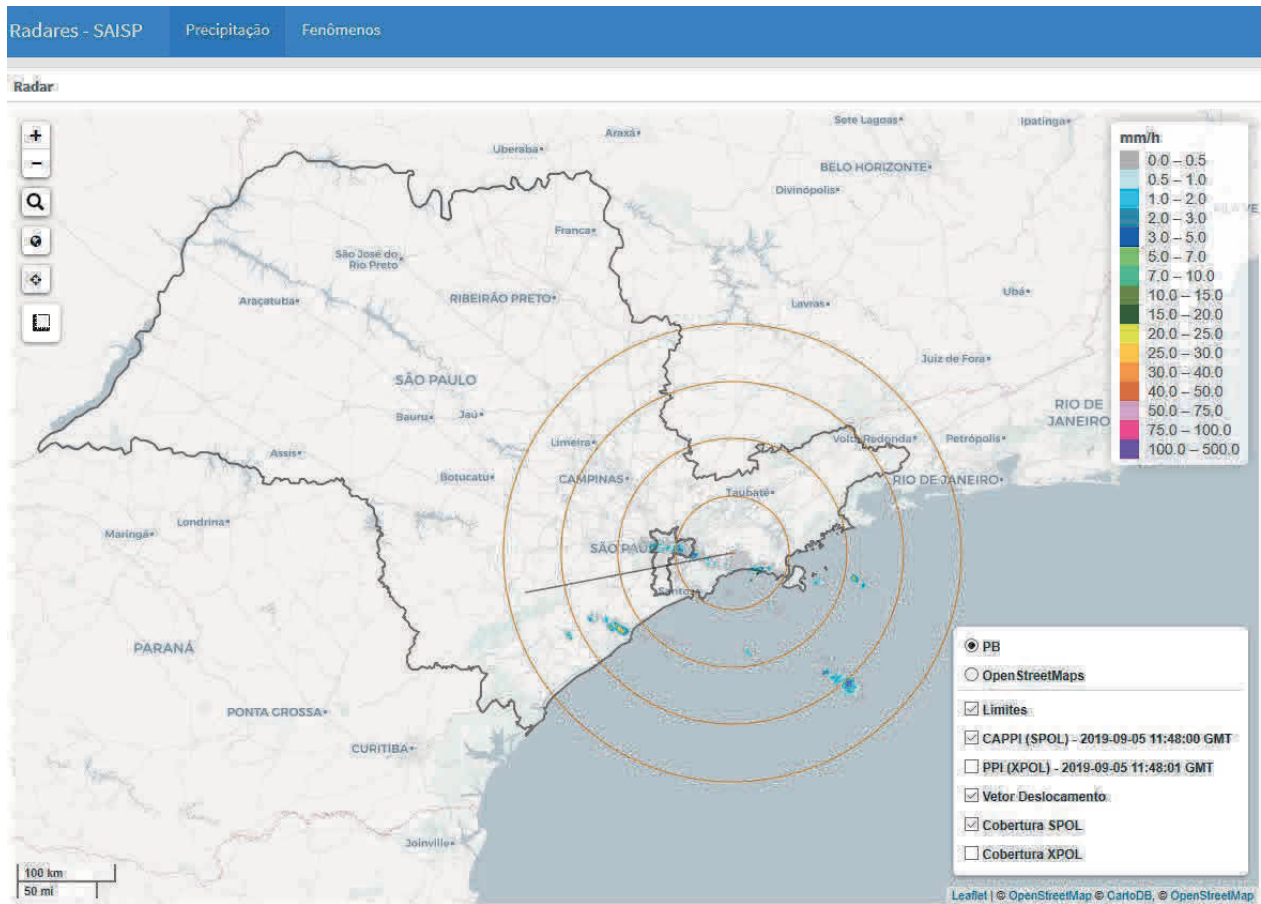 Radares - SAISP Precipitação Fenômenos
Radar
+
−
Sete Lagoas
Ipatinga
Araxá
Uberaba
BELO HORIZONTE
Divinópolis
Franca
São José do
Rio Preto
Araçatuba
RIBEIRÃO PRETO
Lavras
Ubá
Juiz de Fora
SÃO PAULO
Bauru
Jaú
RIO DE
JANEIRO
Limeira
Volta Redonda
Petrópolis
Assis
Botucatu
CAMPINAS
Taubaté
RIO DE JANEIRO
Londrina
Maringá
SÃO PAU
Santo
PARANÁ
PONTA GROSSA
CURITIBA
Joinville
mm/h
0.0 – 0.5
0.5 – 1.0
1.0 – 2.0
2.0 – 3.0
3.0 – 5.0
5.0 – 7.0
7.0 – 10.0
10.0 – 15.0
15.0 – 20.0
20.0 – 25.0
25.0 – 30.0
30.0 – 40.0
40.0 – 50.0
50.0 – 75.0
75.0 – 100.0
100.0 – 500.0
PB
OpenStreetMaps
Limites
CAPPI (SPOL) - 2019-09-05 11:48:00 GMT
PPI (XPOL) - 2019-09-05 11:48:01 GMT
Vetor Deslocamento
Cobertura SPOL
Cobertura XPOL
100 km
50 mi
Leaflet | © OpenStreetMap © CartoDB, © OpenStreetMap